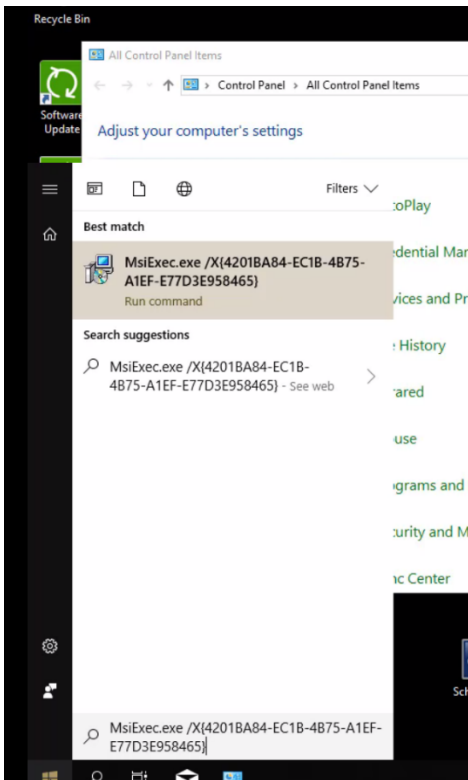 Recycle Bin
All Control Panel Items
Control Panel > All Control Panel Items
Software
Update
Adjust your computer's settings
Filters
Best match
MsiExec.exe /X{4201BA84-EC1B-4B75-
A1EF-E77D3E958465}
Run command
Search suggestions
MsiExec.exe /X{4201BA84-EC1B-
4B75-A1EF-E77D3E958465} - See web
toPlay
edential Mar
vices and Pr
e History
rared
use
ograms and
curity and M
nc Center
Sch
MsiExec.exe /X{4201BA84-EC1B-4B75-A1EF-
E77D3E958465}